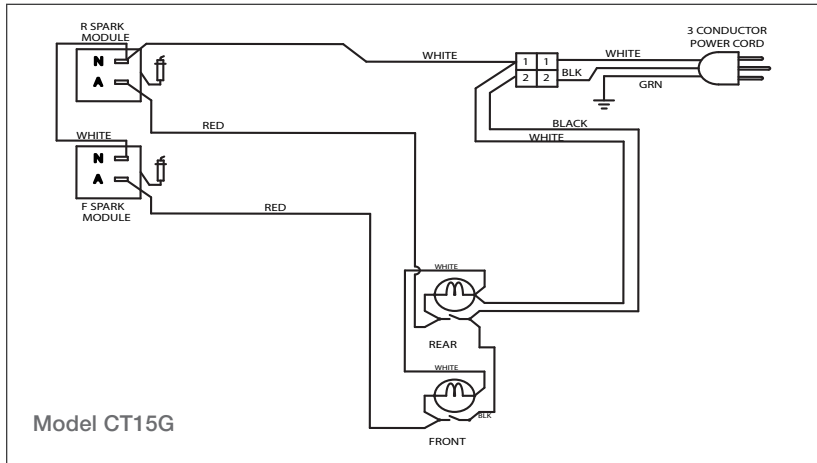 R SPARK
MODULE
N
A
WHITE
1 1
2 2
WHITE
BLK
GRN
3 CONDUCTOR
POWER CORD
RED
BLACK
WHITE
WHITE
N
A
F SPARK
MODULE
RED
WHITE
REAR
WHITE
BLK
FRONT
Model CT15G